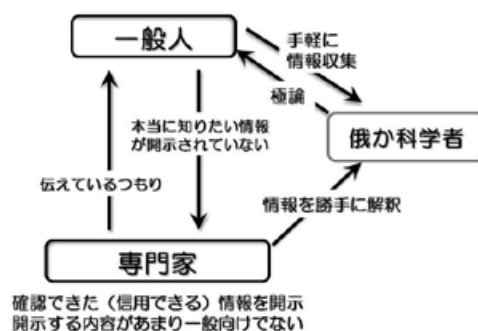 一般人
手軽に
情報収集
極論
俄か科学者
本当に知りたい情報
が開示されていない
伝えているつもり
情報を勝手に解釈
専門家
確認できた（信用できる）情報を開示
開示する内容があまり一般向けでない